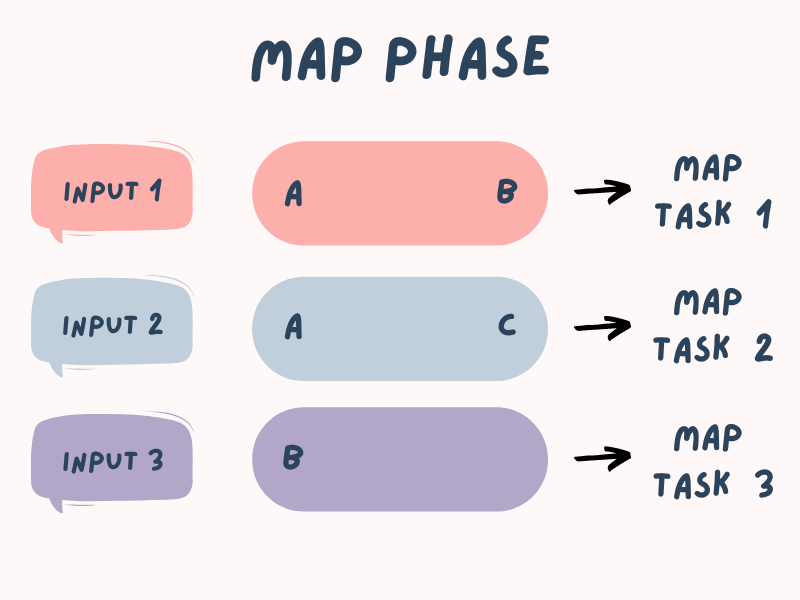 MAP PHASE
INPUT 1
A B
MAP
TASK 1
INPUT 2
A C
MAP
TASK 2
INPUT 3
B
MAP
TASK 3